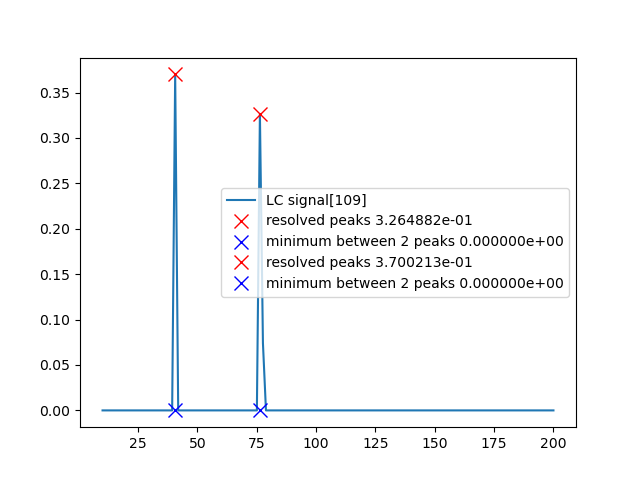 0.35
0.30
0.25
0.20
0.15
0.10
0.05
0.00
LC signal[109]
resolved peaks 3.264882e-01
minimum between 2 peaks 0.000000e+00
resolved peaks 3.700213e-01
minimum between 2 peaks 0.000000e+00
25 50 75 100 125 150 175 200